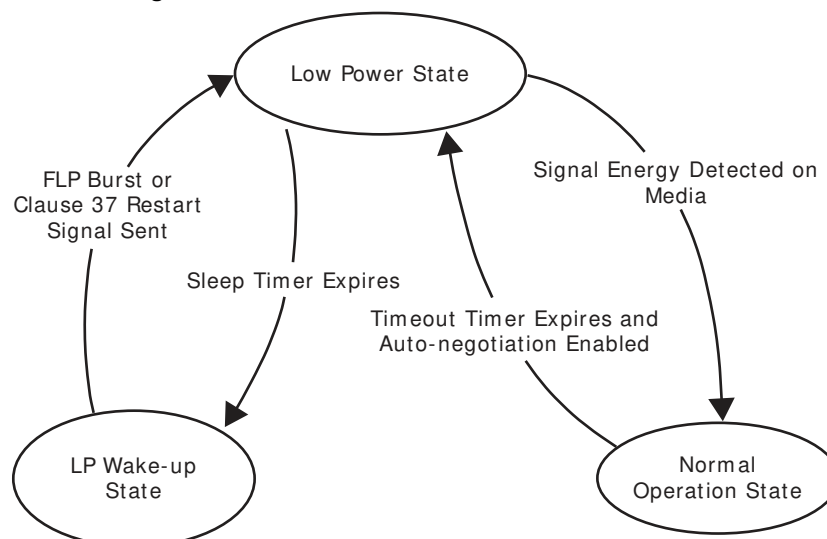 Low Power State
FLP Burst or
Clause 37 Restart
Signal Sent
Signal Energy Detected on
Media
Sleep Timer Expires
Timeout Timer Expires and
Auto-negotiation Enabled
LP Wake-up
State
Normal
Operation State